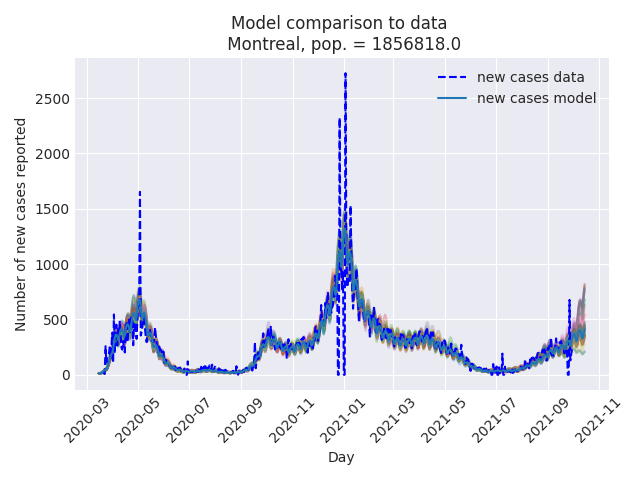 Model comparison to data
Montreal, pop. = 1856818.0
new cases data
new cases model
Number of new cases reported
2500
2000
1500
1000
500
0
2020-03
2020-05
2020-07
2020-09
2020-11
2021-01
2021-03
2021-05
2021-07
2021-09
2021-11
Day